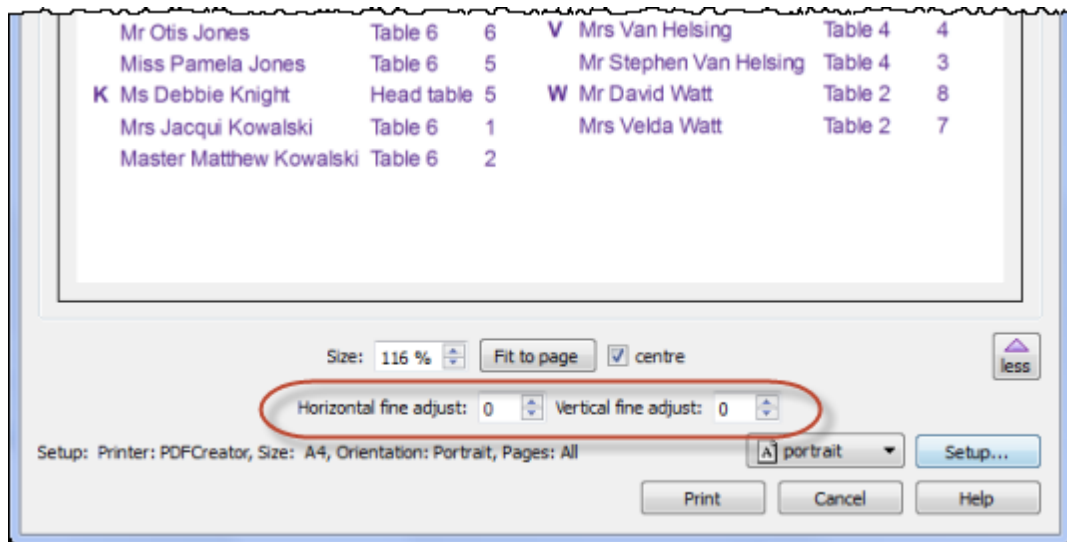 Mr Otis Jones Table 6 6 V Mrs Van Helsing Table 4 4
Miss Pamela Jones Table 6 5 Mr Stephen Van Helsing Table 4 3
K Ms Debbie Knight Head table 5 W Mr David Watt Table 2 8
Mrs Jacqui Kowalski Table 6 1 Mrs Velda Watt Table 2 7
Master Matthew Kowalski Table 6 2
Size: 116 % Fit to page centre
less
Horizontal fine adjust: 0 Vertical fine adjust: 0
Setup: Printer: PDFCreator, Size: A4, Orientation: Portrait, Pages: All A portrait Setup...
Print Cancel Help